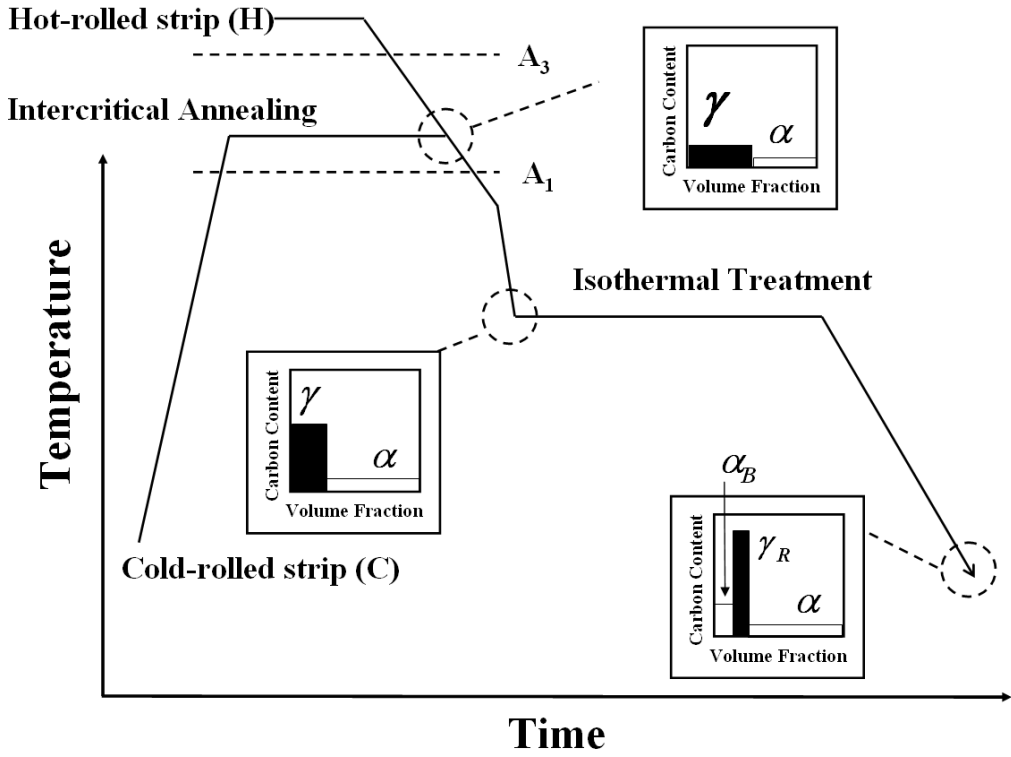 Hot-rolled strip (H)
A3
Intercritical Annealing
A1
Carbon Content
γ
α
Volume Fraction
Temperature
Isothermal Treatment
Carbon Content
γ
α
Volume Fraction
Cold-rolled strip (C)
αB
Carbon Content
γR
α
Volume Fraction
Time